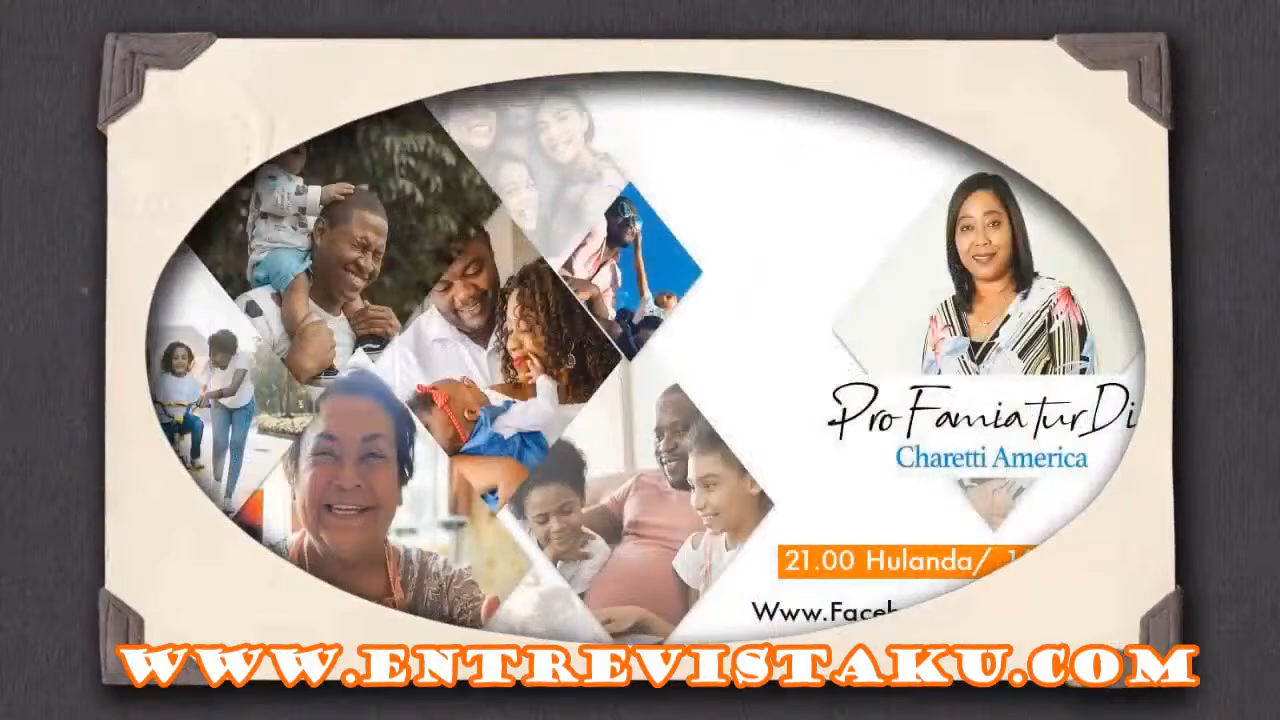 Pro Famia Tur Di
Charetti America
21.00 Hulanda/
WWW.ENTREVISTAKU.COM